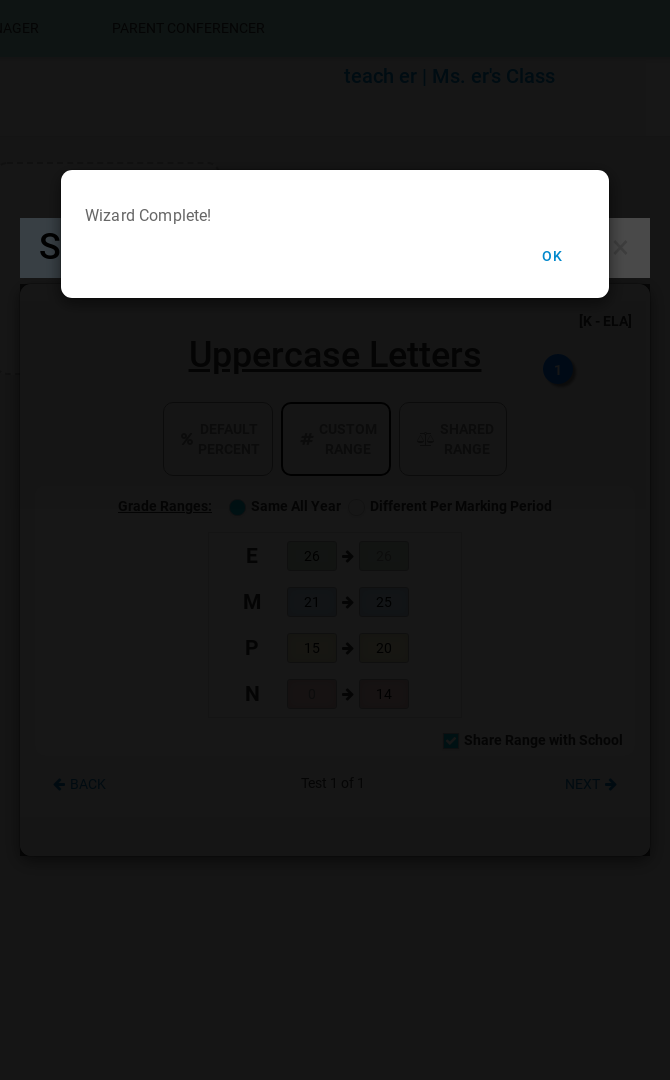 NAGER PARENT CONFERENCER
teach er | Ms. er's Class
Wizard Complete!
OK
S
[K - ELA]
Uppercase Letters
1
% DEFAULT PERCENT
# CUSTOM RANGE
SHARED RANGE
Grade Ranges: Same All Year Different Per Marking Period
E 26 26
M 21 25
P 15 20
N 0 14
Share Range with School
BACK Test 1 of 1 NEXT